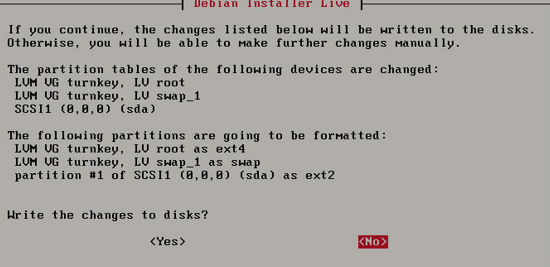 Debian Installer Live
If you continue, the changes listed below will be written to the disks.
Otherwise, you will be able to make further changes manually.
The partition tables of the following devices are changed:
LVM VG turnkey, LV root
LVM VG turnkey, LV swap_1
SCSI1 (0,0,0) (sda)
The following partitions are going to be formatted:
LVM VG turnkey, LV root as ext4
LVM VG turnkey, LV swap_1 as swap
partition #1 of SCSI1 (0,0,0) (sda) as ext2
Write the changes to disks?
<Yes> <No>